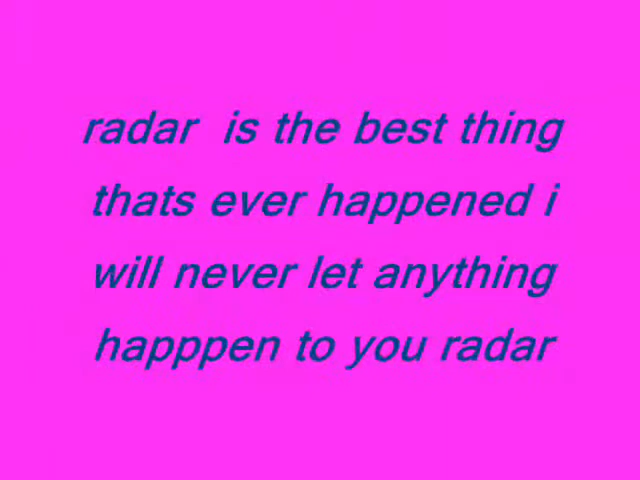 radar  is the best thing
thats ever happened i
will never let anything
happpen to you radar